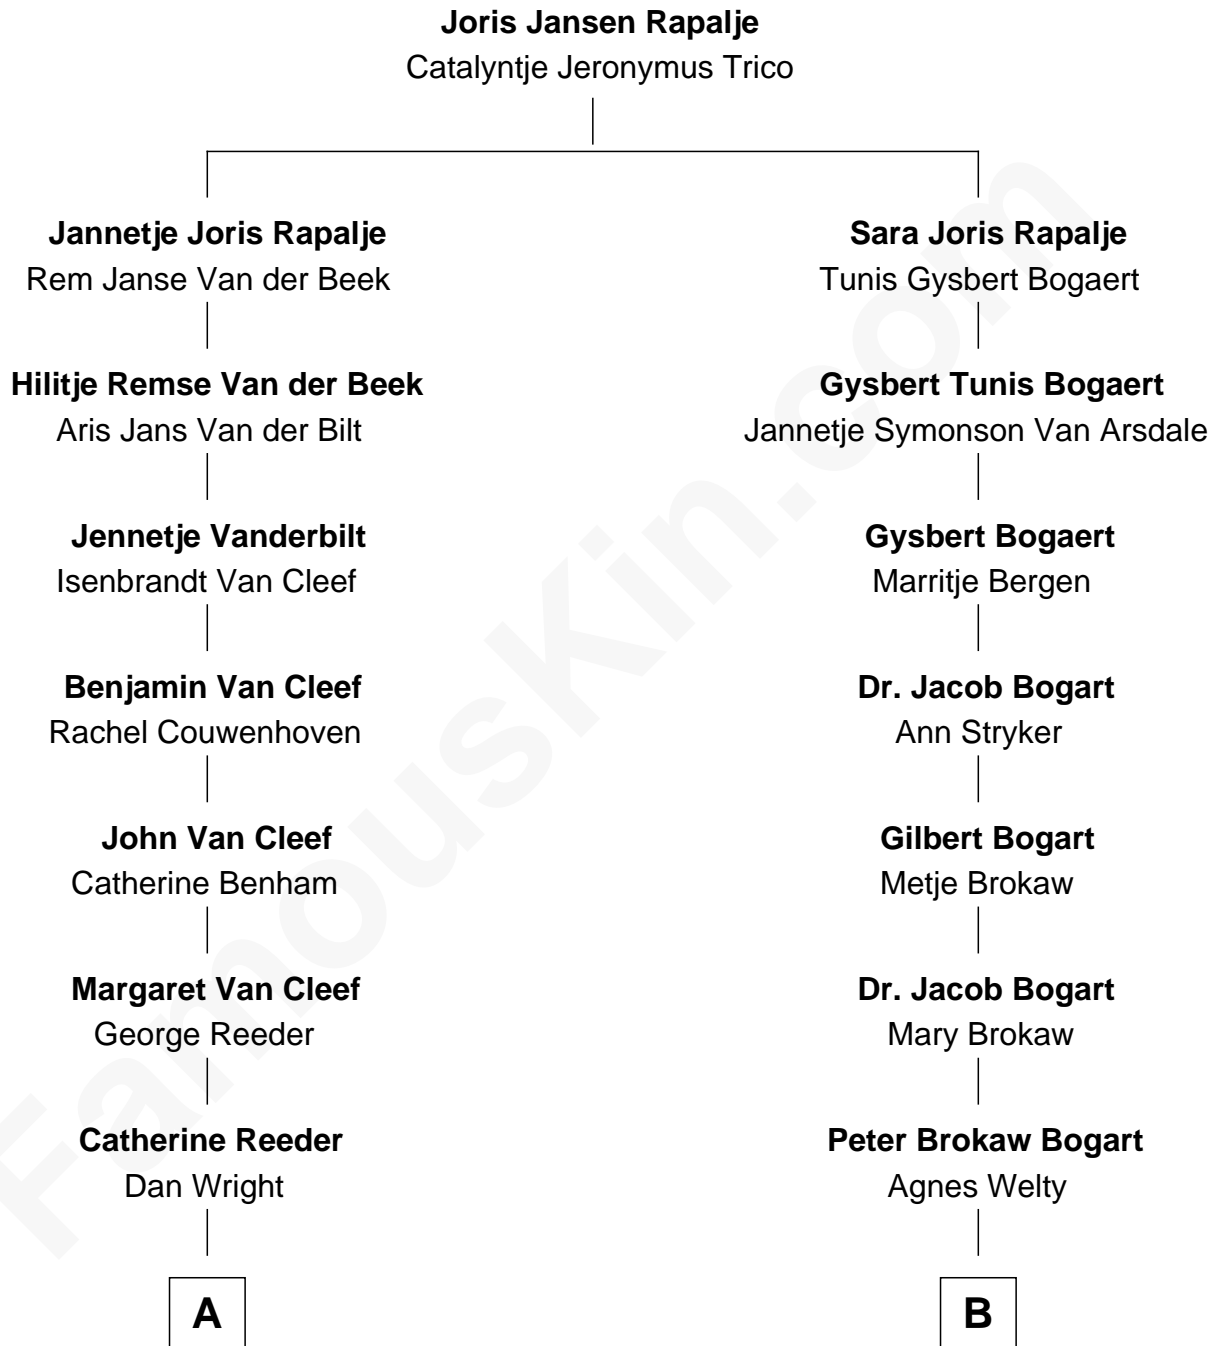 Joris Jansen Rapalje
Catalyntje Jeronymus Trico
Jannetje Joris Rapalje
Rem Janse Van der Beek
Sara Joris Rapalje
Tunis Gysbert Bogaert
Hilitje Remse Van der Beek
Aris Jans Van der Bilt
Gysbert Tunis Bogaert
Jannetje Symonson Van Arsdale
Jennetje Vanderbilt
Isenbrandt Van Cleef
Gysbert Bogaert
Marritje Bergen
Benjamin Van Cleef
Rachel Couwenhoven
Dr. Jacob Bogart
Ann Stryker
John Van Cleef
Catherine Benham
Gilbert Bogart
Metje Brokaw
Margaret Van Cleef
George Reeder
Dr. Jacob Bogart
Mary Brokaw
Catherine Reeder
Dan Wright
Peter Brokaw Bogart
Agnes Welty
A
B
FamousKin.com